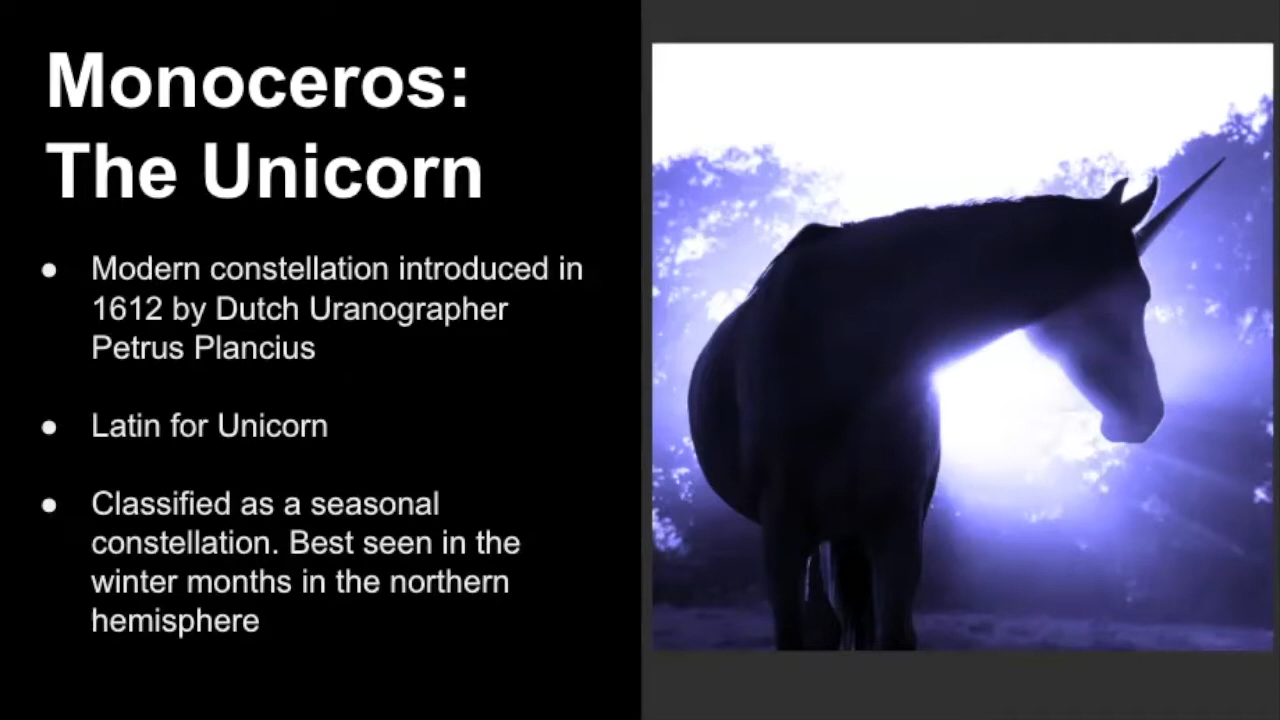 Monoceros:
The Unicorn
● Modern constellation introduced in
1612 by Dutch Uranographer
Petrus Plancius
● Latin for Unicorn
● Classified as a seasonal
constellation. Best seen in the
winter months in the northern
hemisphere